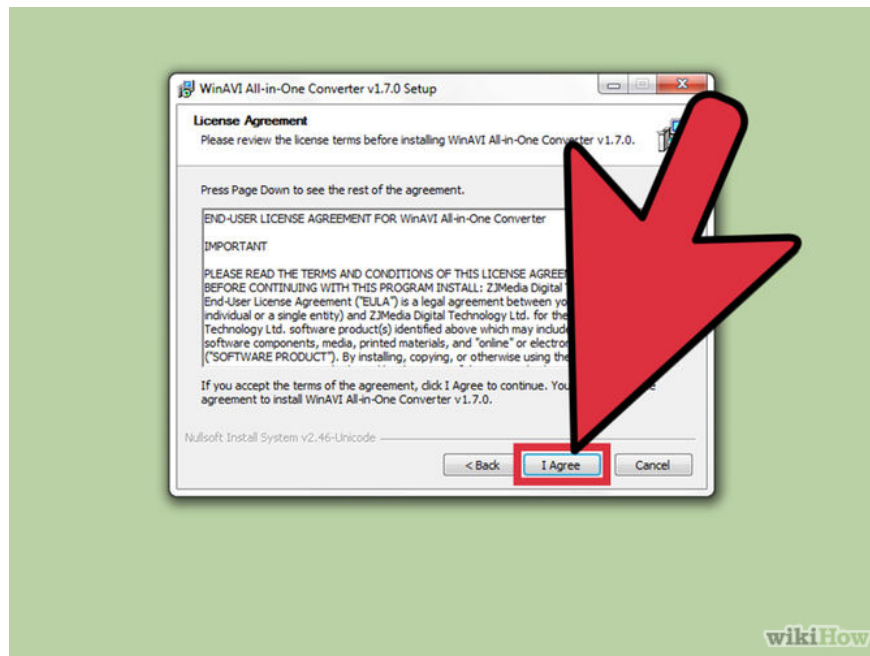 WinAVI All-in-One Converter v1.7.0 Setup
License Agreement
Please review the license terms before installing WinAVI All-in-One Converter v1.7.0.
Press Page Down to see the rest of the agreement.
END-USER LICENSE AGREEMENT FOR WinAVI All-in-One Converter
IMPORTANT
PLEASE READ THE TERMS AND CONDITIONS OF THIS LICENSE
BEFORE CONTINUING WITH THIS PROGRAM INSTALL: ZJMedia Digital
End-User License Agreement ("EULA") is a legal agreement between
individual or a single entity) and ZJMedia Digital Technology Ltd. for the
Technology Ltd. software product(s) identified above which may include
software components, media, printed materials, and "online" or
("SOFTWARE PRODUCT"). By installing, copying, or otherwise using the
If you accept the terms of the agreement, click I Agree to continue.
agreement to install WinAVI All-in-One Converter v1.7.0.
Nullsoft Install System v2.46-Unicode
< Back
I Agree
Cancel
wikiHow